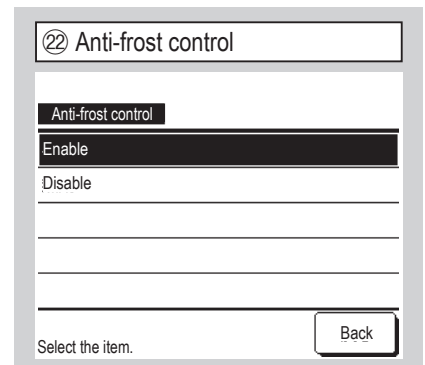 ㉒ Anti-frost control
Anti-frost control
Enable
Disable
Select the item.
Back